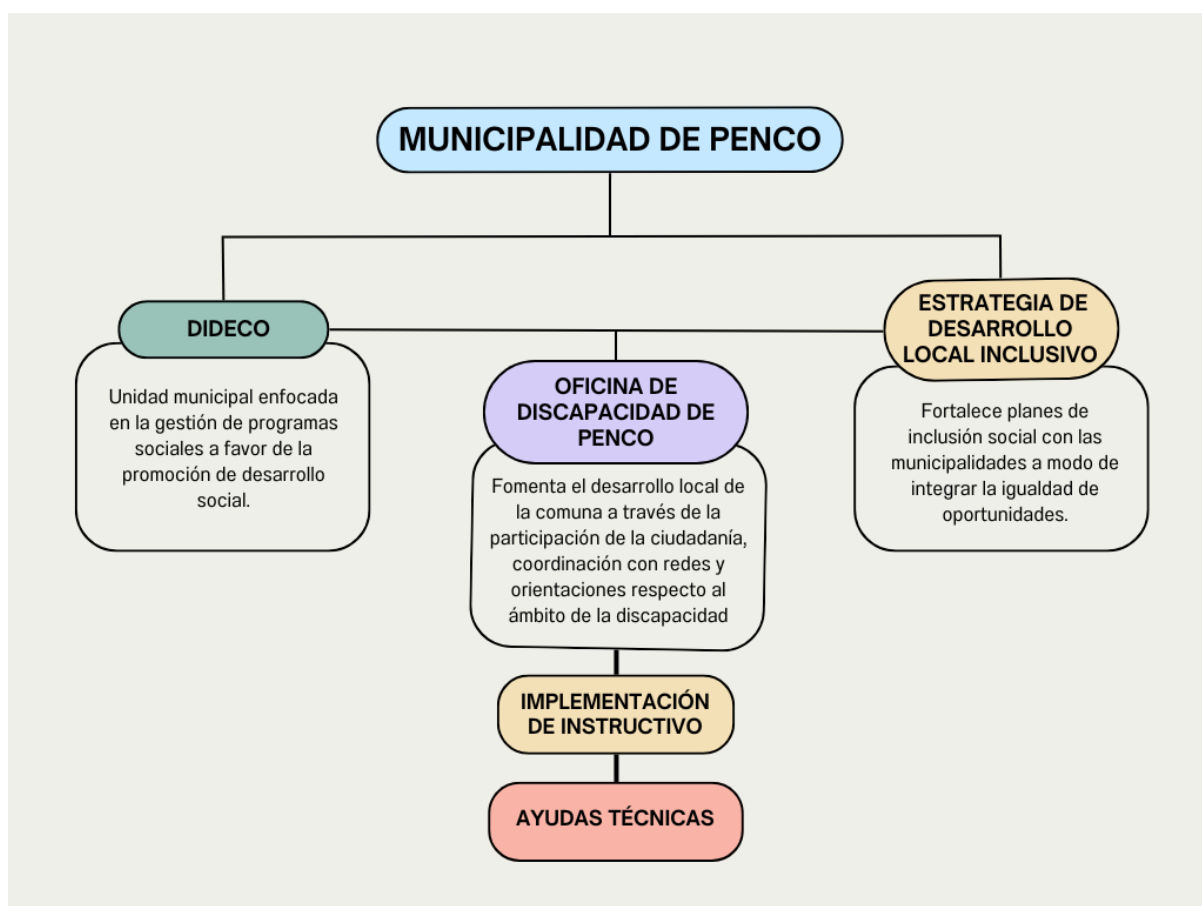 MUNICIPALIDAD DE PENCO
DIDECO
Unidad municipal enfocada
en la gestión de programas
sociales a favor de la
promoción de desarrollo
social.
OFICINA DE
DISCAPACIDAD DE
PENCO
Fomenta el desarrollo local de
la comuna a través de la
participación de la ciudadanía,
coordinación con redes y
orientaciones respecto al
ámbito de la discapacidad
ESTRATEGIA DE
DESARROLLO
LOCAL INCLUSIVO
Fortalece planes de
inclusión social con las
municipalidades a modo de
integrar la igualdad de
oportunidades.
IMPLEMENTACIÓN
DE INSTRUCTIVO
AYUDAS TÉCNICAS